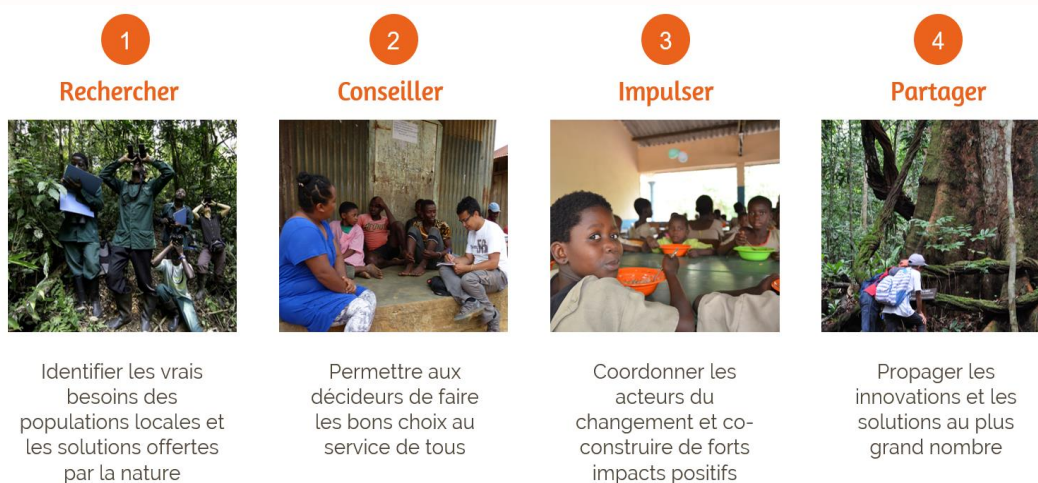 1
Rechercher
Identifier les vrais
besoins des
populations locales et
les solutions offertes
par la nature
2
Conseiller
Permettre aux
décideurs de faire
les bons choix au
service de tous
3
Impulser
Coordonner les
acteurs du
changement et co-
construire de forts
impacts positifs
4
Partager
Propager les
innovations et les
solutions au plus
grand nombre